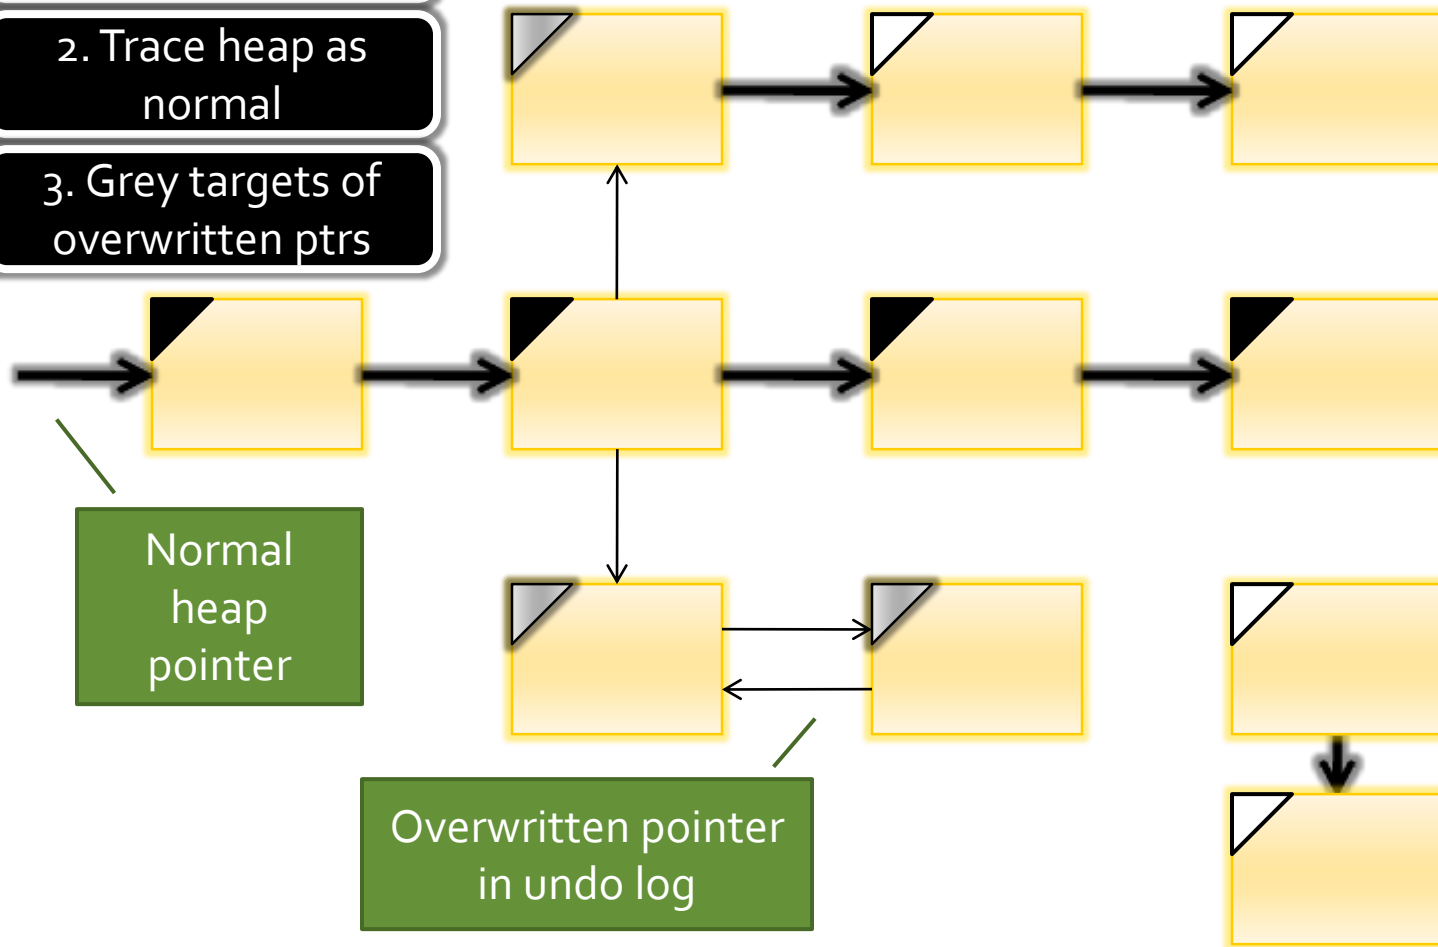 2. Trace heap as
normal
3. Grey targets of
overwritten ptrs
Normal
heap
pointer
Overwritten pointer
in undo log